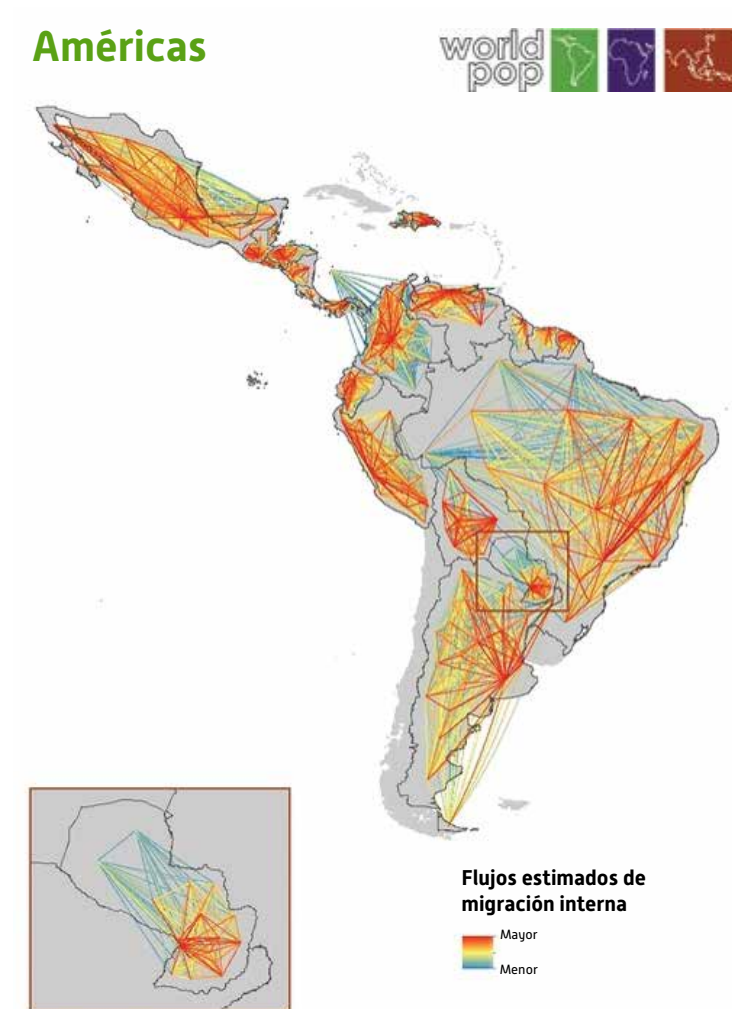 Américas
world
pop
Flujos estimados de
migración interna
Mayor
Menor